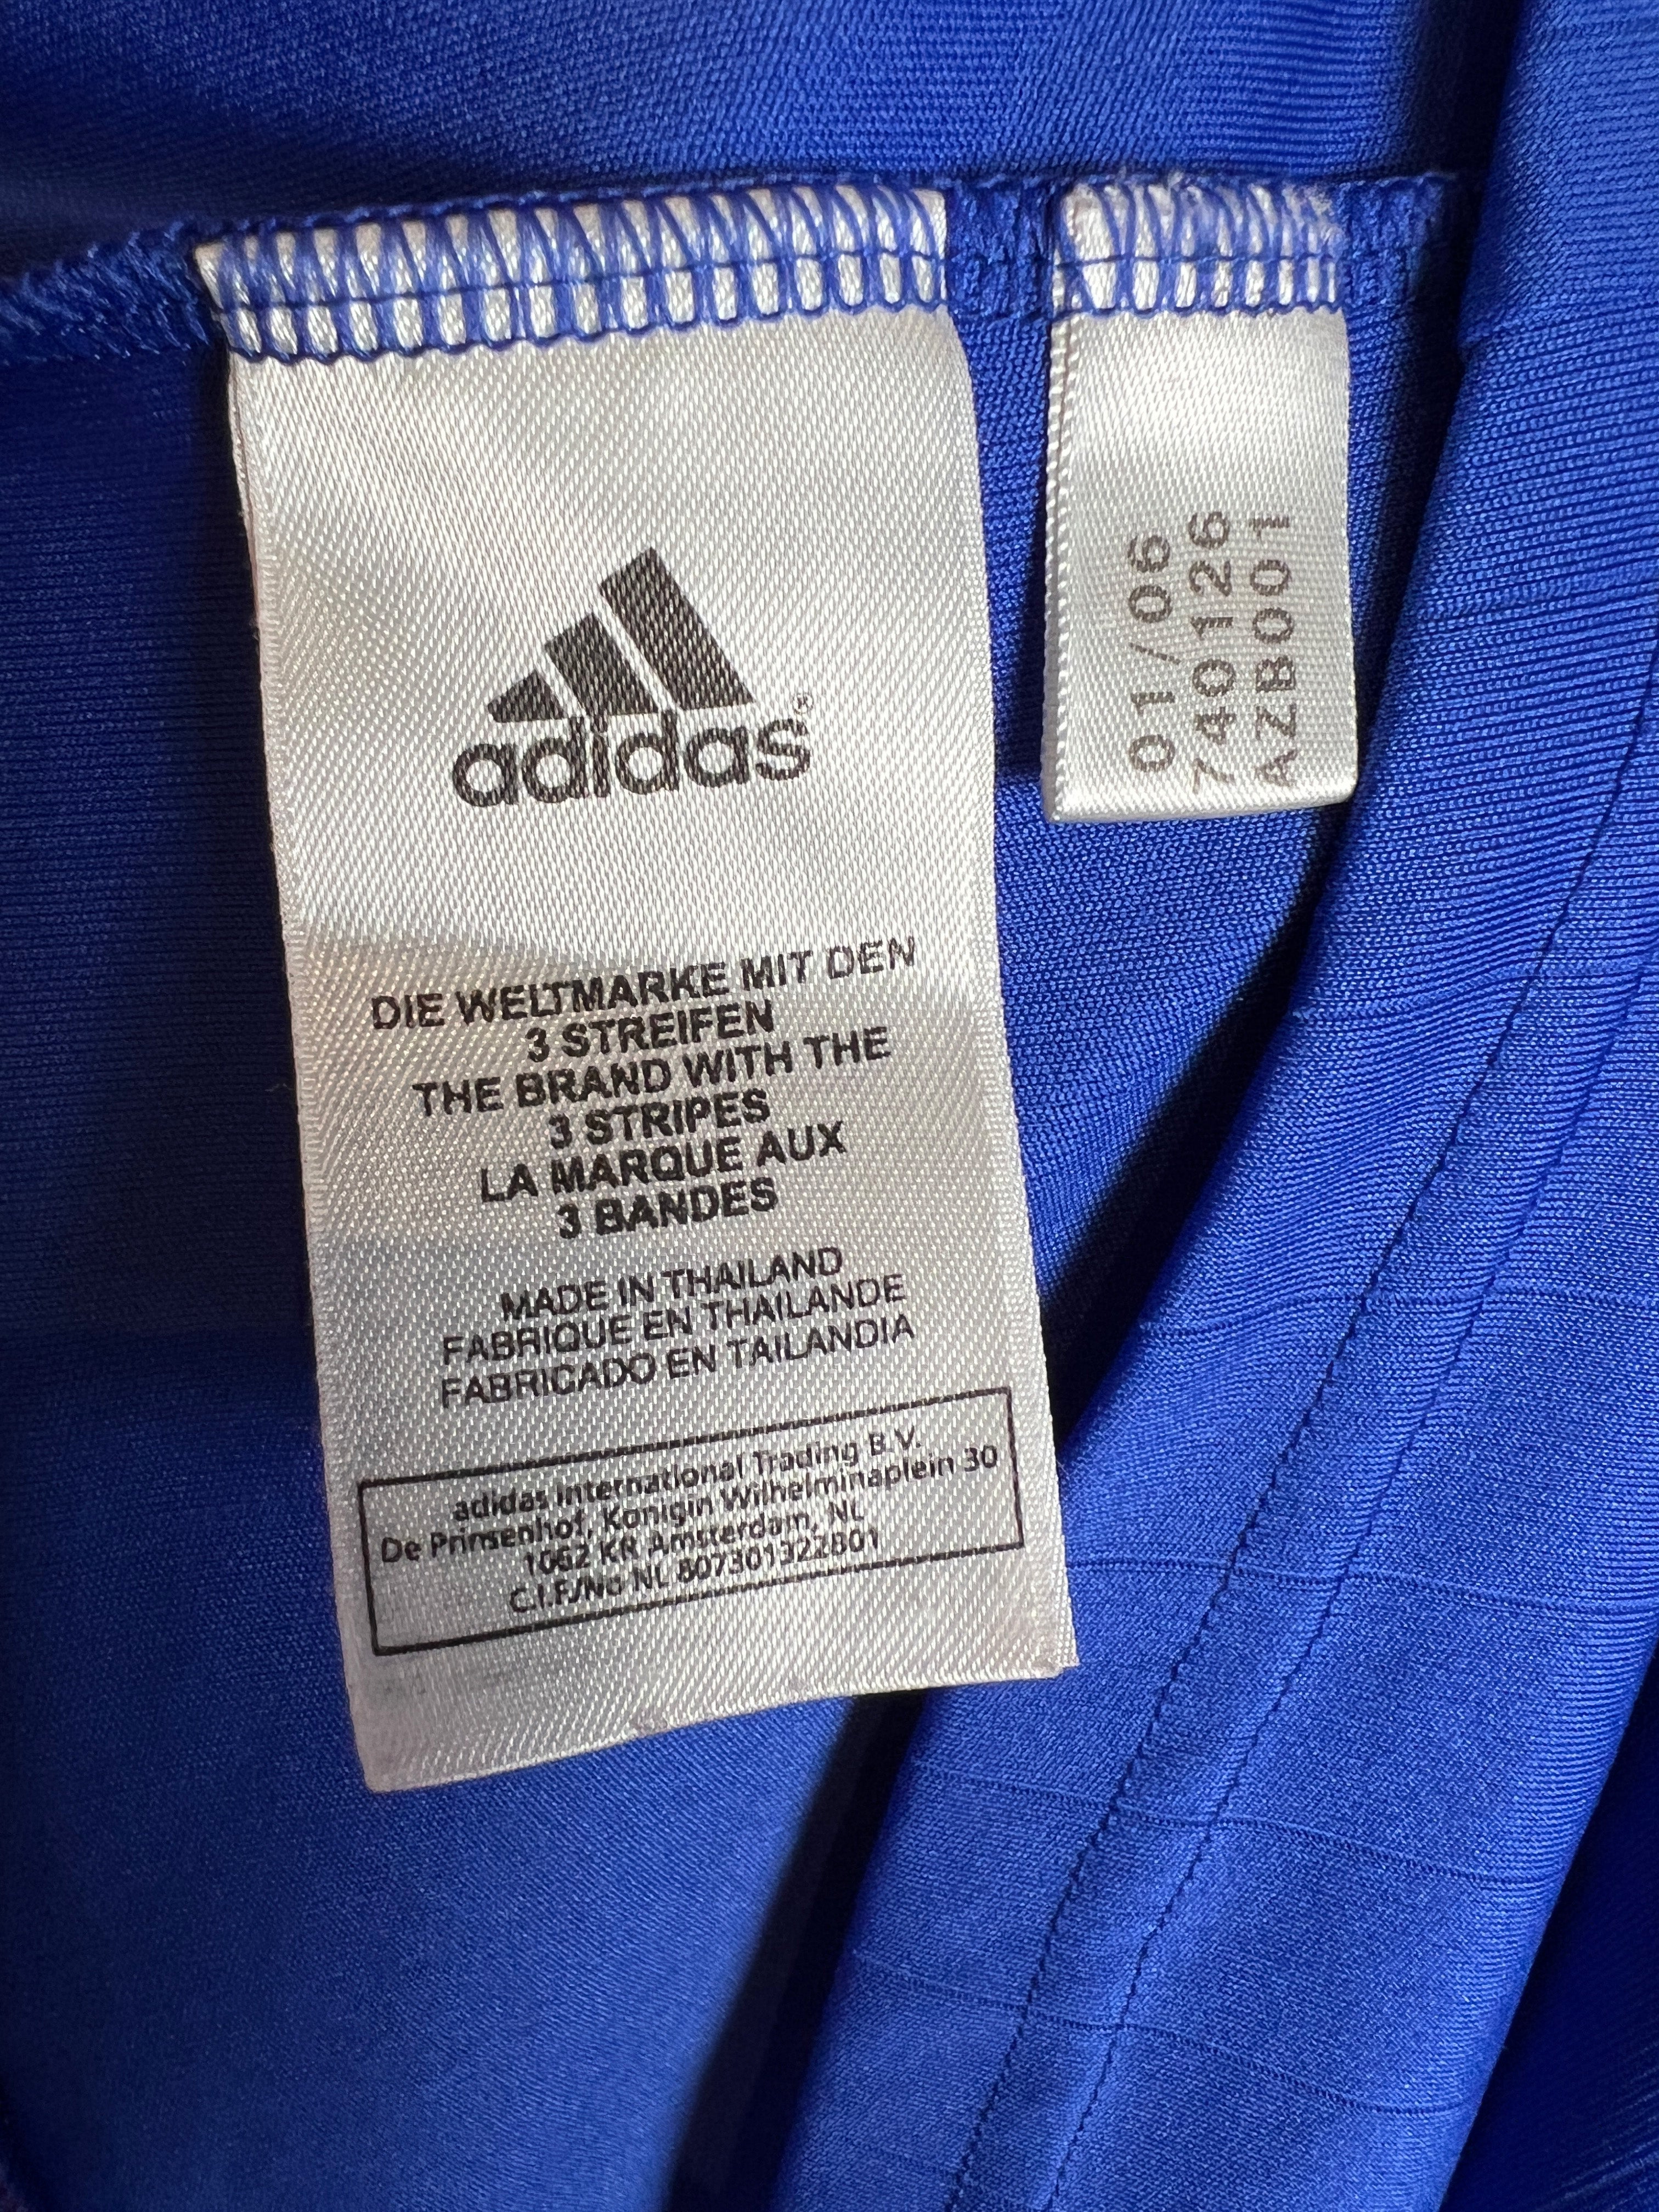 adidas®
DIE WELTMARKE MIT DEN
3 STREIFEN
THE BRAND WITH THE
3 STRIPES
LA MARQUE AUX
3 BANDES
MADE IN THAILAND
FABRIQUE EN THAILANDE
FABRICADO EN TAILANDIA
adidas International Trading B.V.
De Prinsenhof, Konigin Wilhelminaplein 30
1062 KR Amsterdam, NL
C.I.F./No NL 807301322B01
01/06
740126
AZB001